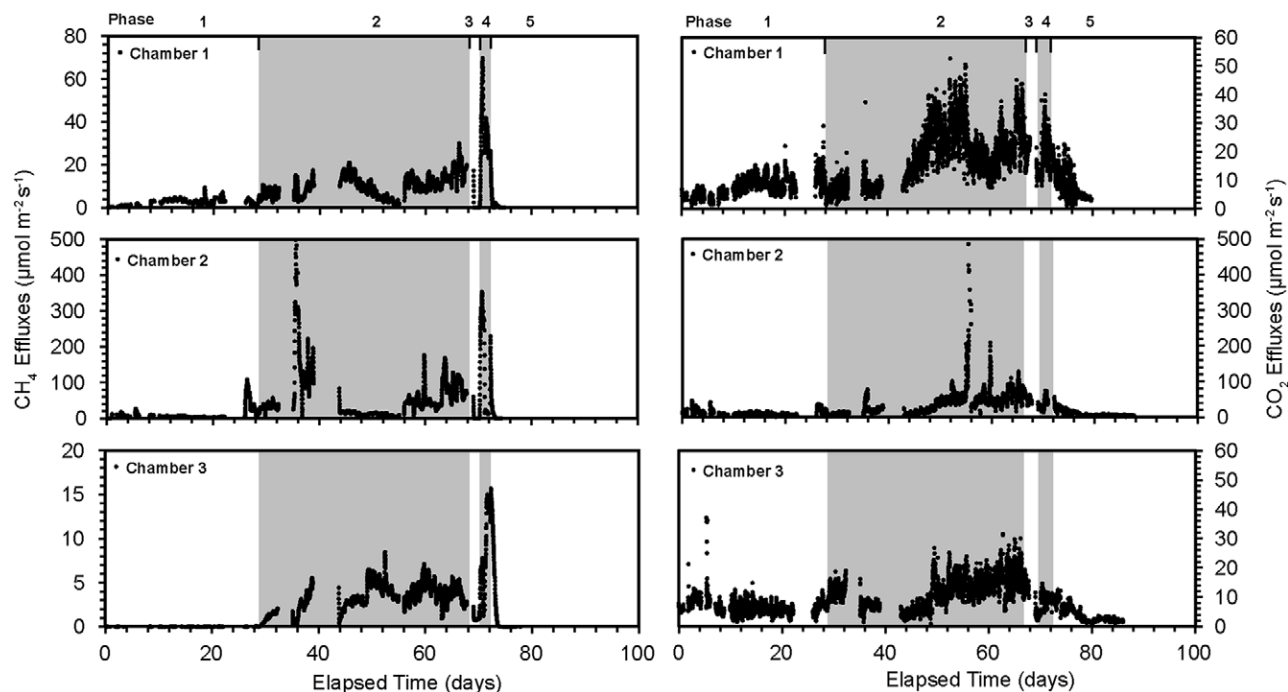 Phase 1 2 3 4 5
80
60
40
20
0
Chamber 1
500
400
300
200
100
0
Chamber 2
20
15
10
5
0
Chamber 3
0 20 40 60 80 100
CH4 Effluxes (µmol m-2 s-1)
Elapsed Time (days)
Phase 1 2 3 4 5
Chamber 1
60
50
40
30
20
10
0
Chamber 2
500
400
300
200
100
0
Chamber 3
60
50
40
30
20
10
0
0 20 40 60 80 100
CO2 Effluxes (µmol m-2 s-1)
Elapsed Time (days)